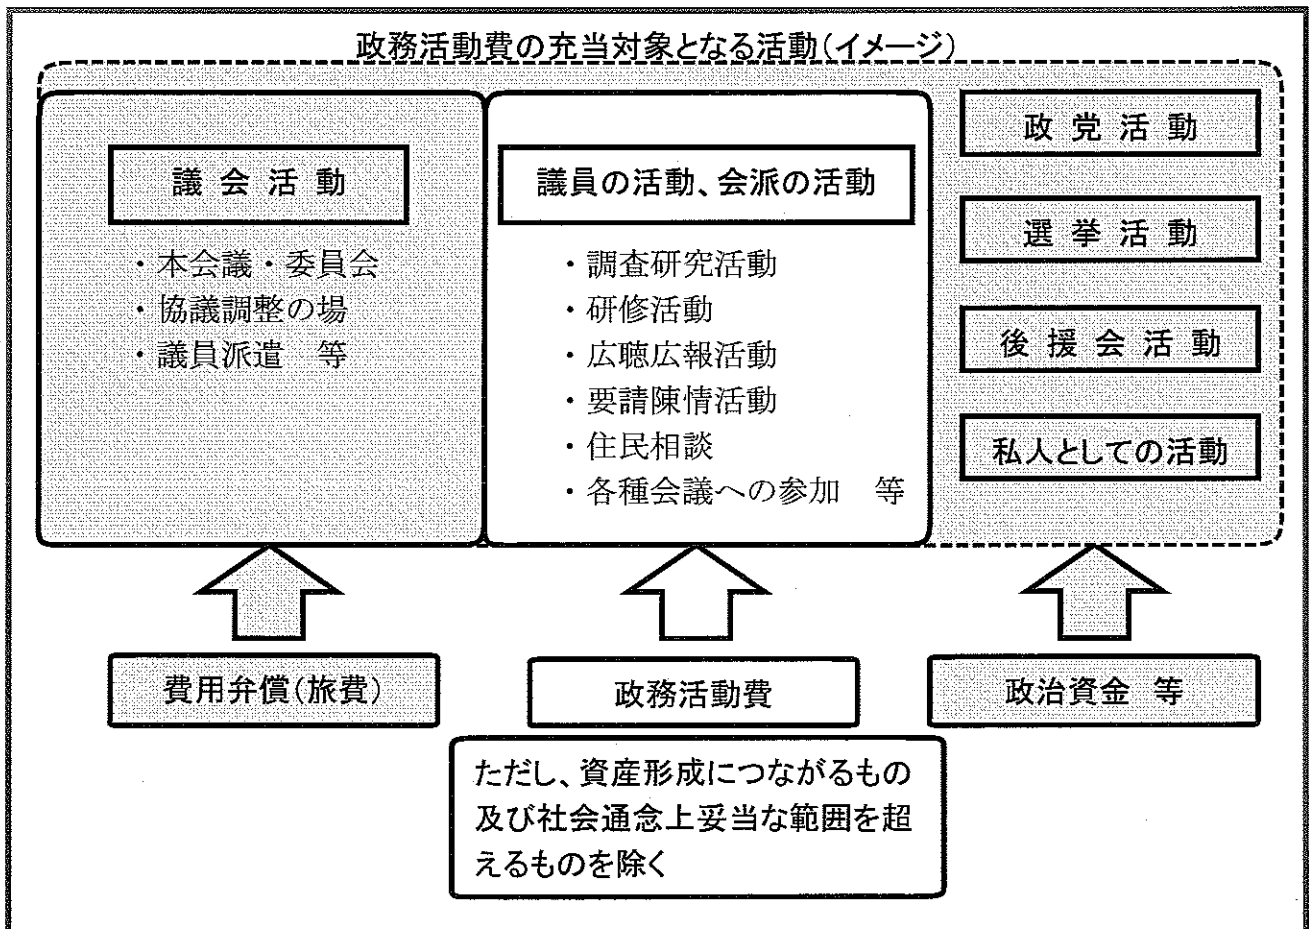 政務活動費の充当対象となる活動（イメージ）
議会活動
・本会議・委員会
・協議調整の場
・議員派遣　等
議員の活動、会派の活動
・調査研究活動
・研修活動
・広聴広報活動
・要請陳情活動
・住民相談
・各種会議への参加　等
政党活動
選挙活動
後援会活動
私人としての活動
費用弁償（旅費）
政務活動費
政治資金　等
ただし、資産形成につながるもの
及び社会通念上妥当な範囲を超
えるものを除く